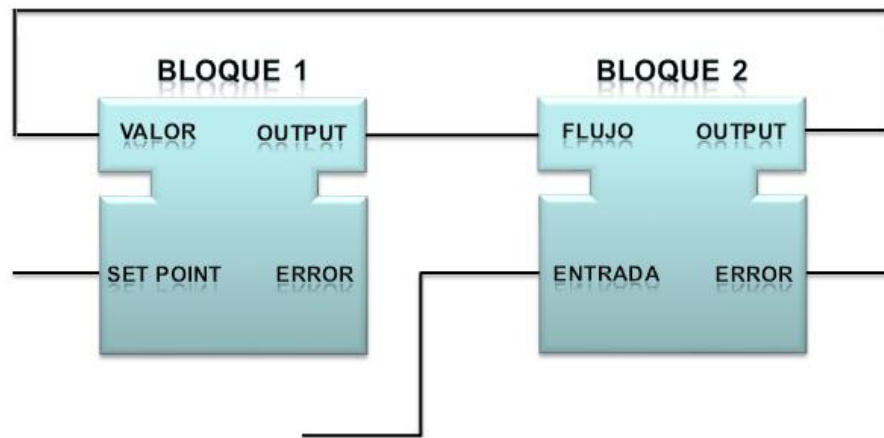 BLOQUE 1
BLOQUE 2
VALOR
OUTPUT
FLUJO
OUTPUT
SET POINT
ERROR
ENTRADA
ERROR